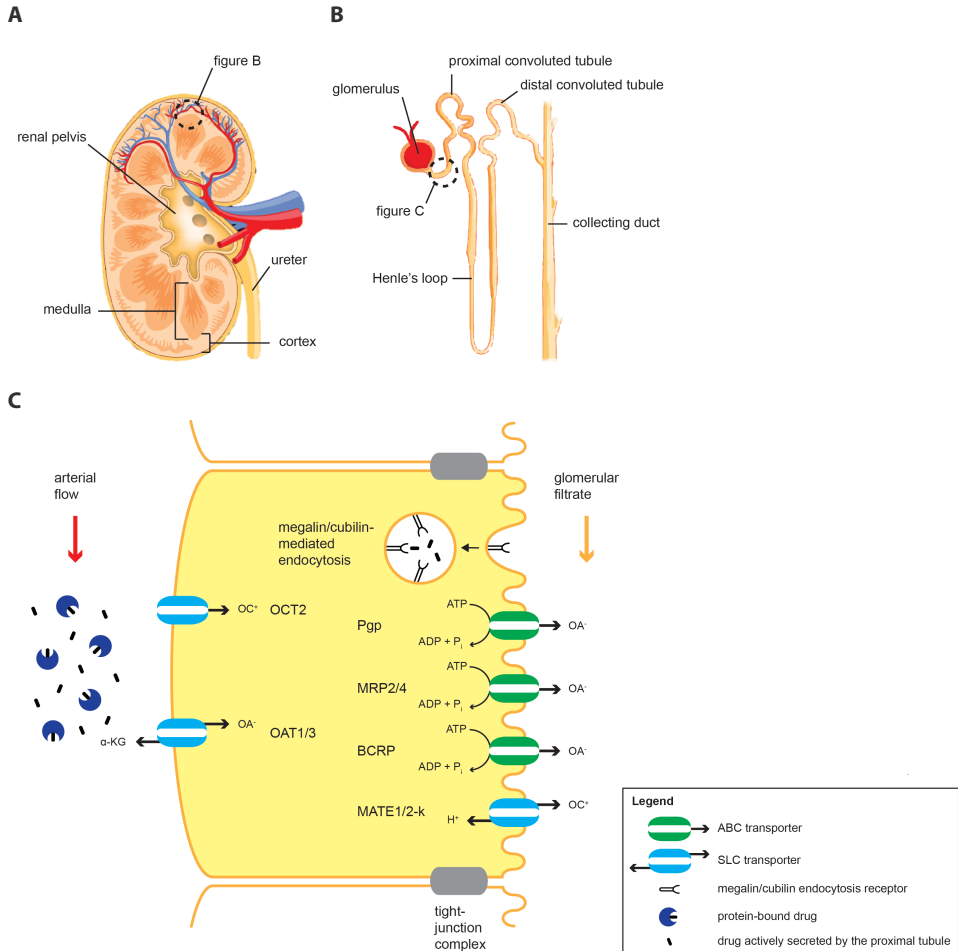 A
B
figure B
proximal convoluted tubule
distal convoluted tubule
glomerulus
renal pelvis
figure C
collecting duct
ureter
Henle's loop
medulla
cortex
C
arterial
flow
glomerular
filtrate
megalin/cubilin-
mediated
endocytosis
OC⁺
OCT2
ATP
Pgp
OA⁻
ADP + Pᵢ
ATP
MRP2/4
OA⁻
ADP + Pᵢ
OA⁻
OAT1/3
α-KG
ATP
BCRP
OA⁻
ADP + Pᵢ
MATE1/2-k
OC⁺
H⁺
tight-
junction
complex
Legend
ABC transporter
SLC transporter
megalin/cubilin endocytosis receptor
protein-bound drug
drug actively secreted by the proximal tubule